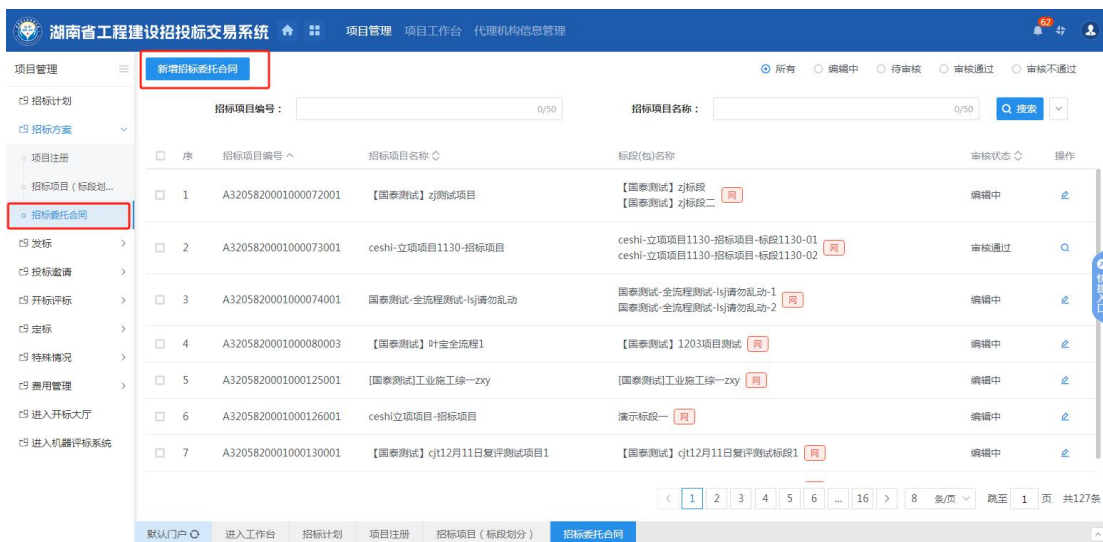 湖南省工程建设招投标交易系统 项目管理 项目工作台 代理机构信息管理 62
项目管理
招标计划
招标方案
项目注册
招标项目（标段划...
招标委托合同
发标
投标邀请
开标评标
定标
特殊情况
费用管理
进入开标大厅
进入机器评标系统
新增招标委托合同 所有 编辑中 待审核 审核通过 审核不通过
招标项目编号： 0/50 招标项目名称： 0/50 搜索
序 招标项目编号 招标项目名称 标段(包)名称 审核状态 操作
1 A3205820001000072001 【国泰测试】zj测试项目 【国泰测试】zj标段 网 编辑中
【国泰测试】zj标段二
2 A3205820001000073001 ceshi-立项项目1130-招标项目 ceshi-立项项目1130-招标项目-标段1130-01 网 审核通过
ceshi-立项项目1130-招标项目-标段1130-02
3 A3205820001000074001 国泰测试-全流程测试-lsj请勿乱动 国泰测试-全流程测试-lsj请勿乱动-1 网 编辑中
国泰测试-全流程测试-lsj请勿乱动-2
4 A3205820001000080003 【国泰测试】叶宝全流程1 【国泰测试】1203项目测试 网 编辑中
5 A3205820001000125001 [国泰测试]工业施工综一zxy [国泰测试]工业施工综一zxy 网 编辑中
6 A3205820001000126001 ceshi立项项目-招标项目 演示标段一 网 编辑中
7 A3205820001000130001 【国泰测试】cjt12月11日复评测试项目1 【国泰测试】cjt12月11日复评测试标段1 网 编辑中
1 2 3 4 5 6 ... 16 8 条/页 跳至 1 页 共127条
默认门户 进入工作台 招标计划 项目注册 招标项目（标段划分） 招标委托合同
快捷入口